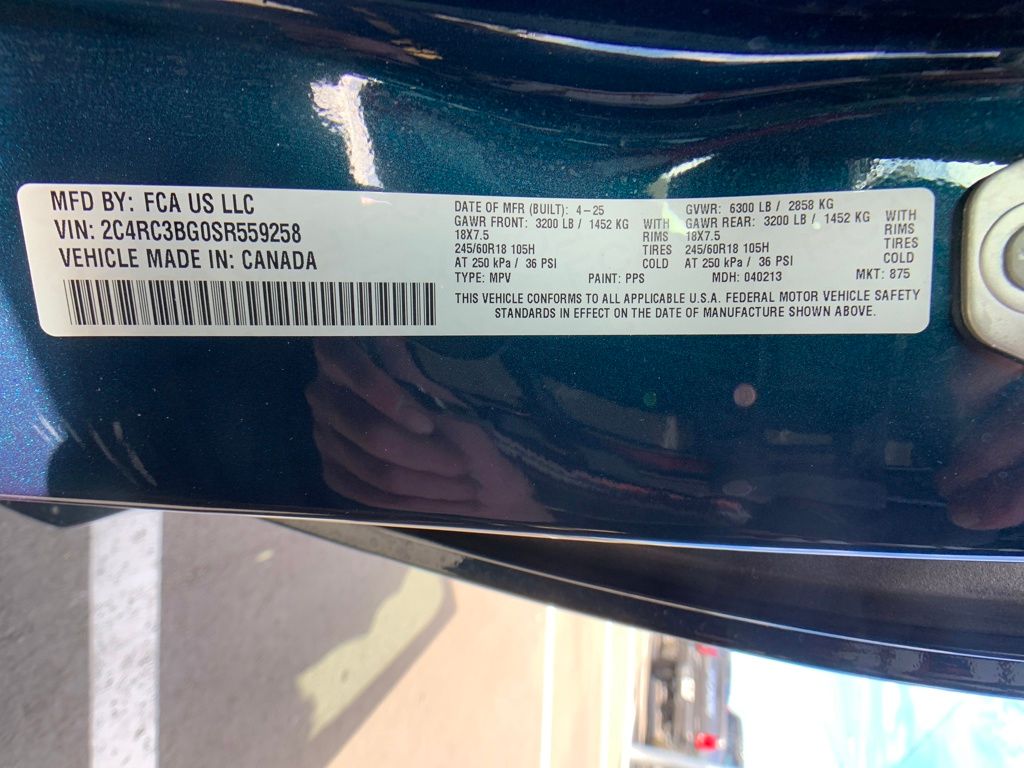 MFD BY: FCA US LLC
VIN: 2C4RC3BG0SR559258
VEHICLE MADE IN: CANADA
DATE OF MFR (BUILT): 4-25 GVWR: 6300 LB / 2858 KG
GAWR FRONT: 3200 LB / 1452 KG WITH GAWR REAR: 3200 LB / 1452 KG WITH
18X7.5 RIMS 18X7.5 RIMS
245/60R18 105H TIRES 245/60R18 105H TIRES
AT 250 kPa / 36 PSI COLD AT 250 kPa / 36 PSI COLD
TYPE: MPV PAINT: PPS MDH: 040213 MKT: 875
THIS VEHICLE CONFORMS TO ALL APPLICABLE U.S.A. FEDERAL MOTOR VEHICLE SAFETY
STANDARDS IN EFFECT ON THE DATE OF MANUFACTURE SHOWN ABOVE.